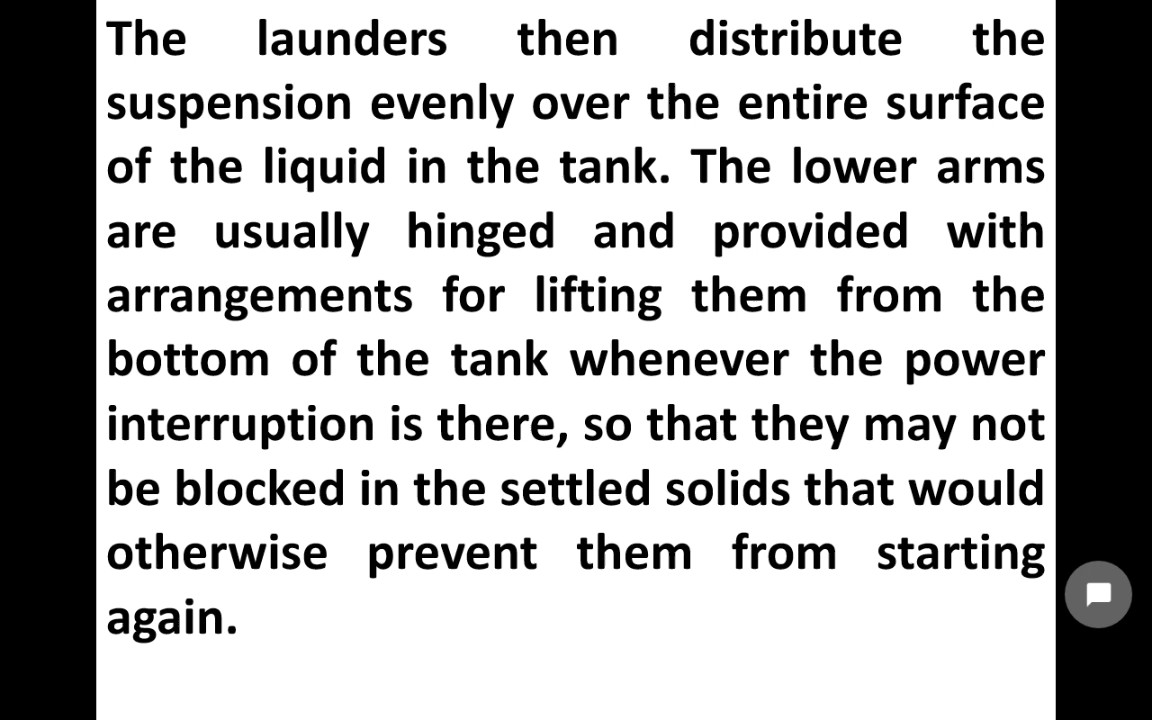 The launders then distribute the
suspension evenly over the entire surface
of the liquid in the tank. The lower arms
are usually hinged and provided with
arrangements for lifting them from the
bottom of the tank whenever the power
interruption is there, so that they may not
be blocked in the settled solids that would
otherwise prevent them from starting
again.